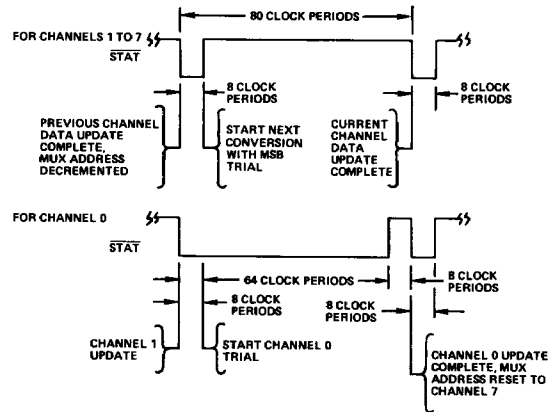 80 CLOCK PERIODS
FOR CHANNELS 1 TO 7
STAT
8 CLOCK
PERIODS
8 CLOCK
PERIODS
PREVIOUS CHANNEL
DATA UPDATE
COMPLETE,
MUX ADDRESS
DECREMENTED
START NEXT
CONVERSION
WITH MSB
TRIAL
CURRENT
CHANNEL
DATA
UPDATE
COMPLETE
FOR CHANNEL 0
STAT
64 CLOCK PERIODS
8 CLOCK
PERIODS
8 CLOCK
PERIODS
8 CLOCK
PERIODS
CHANNEL 1
UPDATE
START CHANNEL 0
TRIAL
CHANNEL 0 UPDATE
COMPLETE, MUX
ADDRESS RESET TO
CHANNEL 7